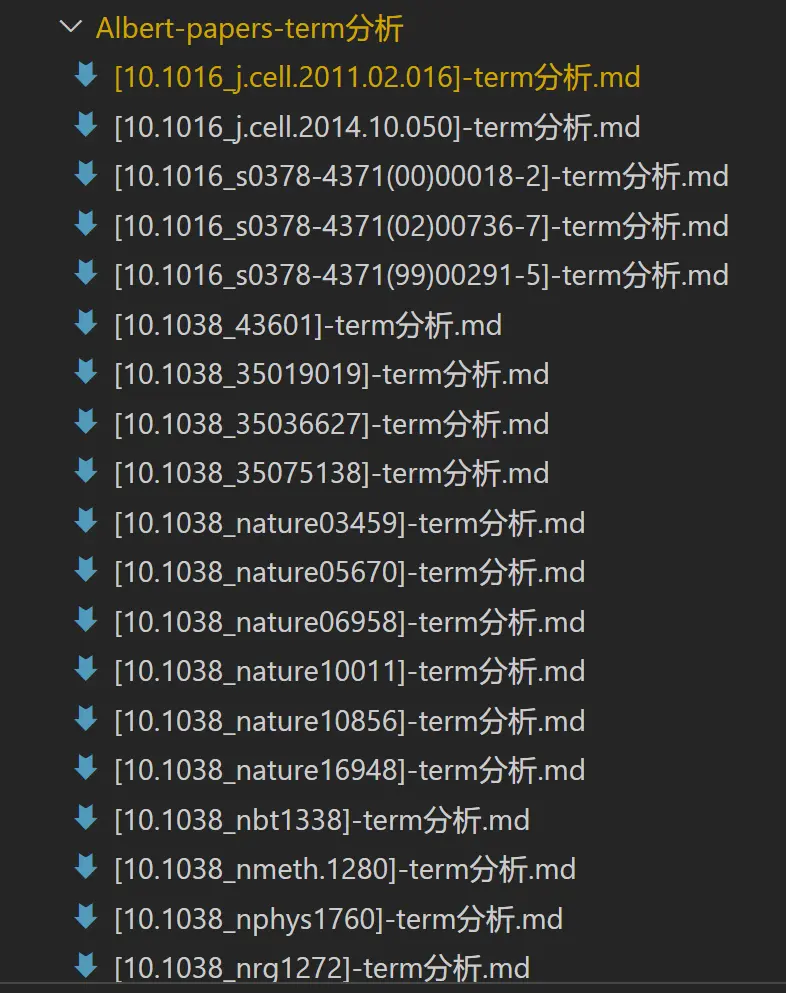 Albert-papers-term分析
[10.1016_j.cell.2011.02.016]-term分析.md
[10.1016_j.cell.2014.10.050]-term分析.md
[10.1016_s0378-4371(00)00018-2]-term分析.md
[10.1016_s0378-4371(02)00736-7]-term分析.md
[10.1016_s0378-4371(99)00291-5]-term分析.md
[10.1038_43601]-term分析.md
[10.1038_35019019]-term分析.md
[10.1038_35036627]-term分析.md
[10.1038_35075138]-term分析.md
[10.1038_nature03459]-term分析.md
[10.1038_nature05670]-term分析.md
[10.1038_nature06958]-term分析.md
[10.1038_nature10011]-term分析.md
[10.1038_nature10856]-term分析.md
[10.1038_nature16948]-term分析.md
[10.1038_nbt1338]-term分析.md
[10.1038_nmeth.1280]-term分析.md
[10.1038_nphys1760]-term分析.md
[10.1038_nrg1272]-term分析.md